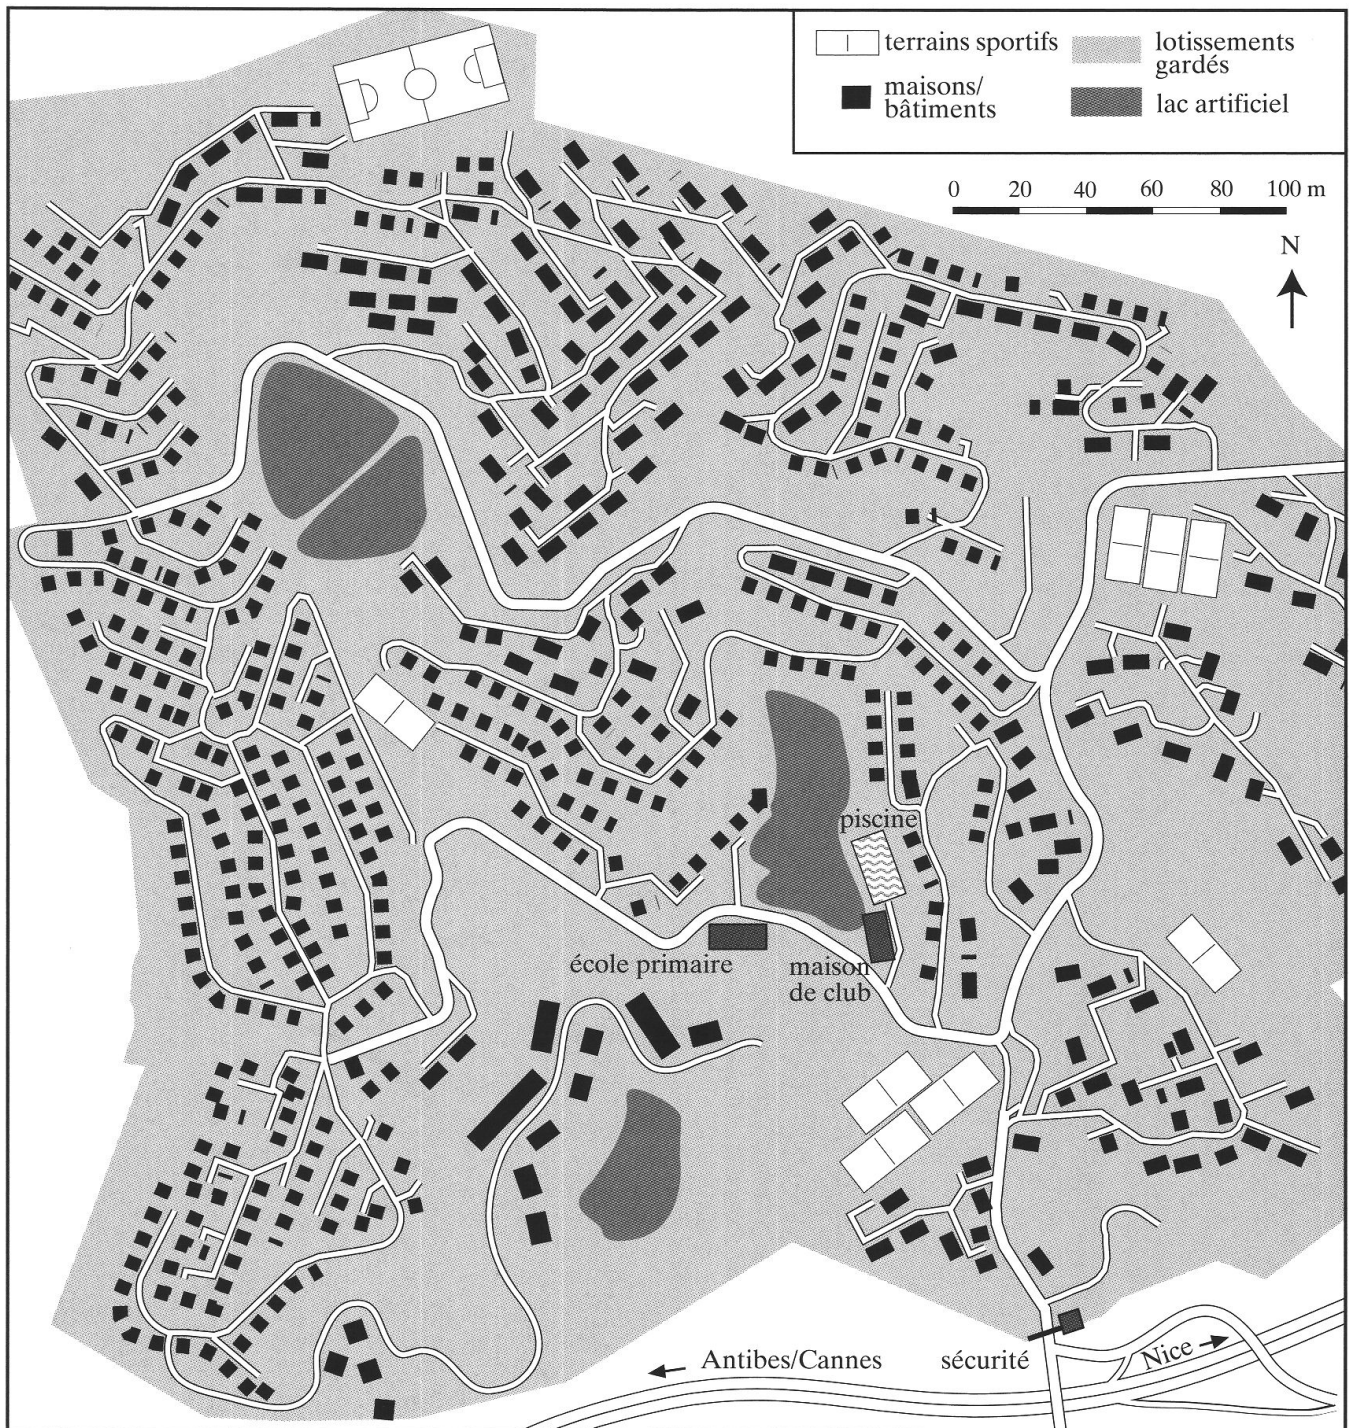 terrains sportifs
maisons/
bâtiments
lotissements
gardés
lac artificiel
0 20 40 60 80 100 m
N
piscine
école primaire
maison
de club
Antibes/Cannes
sécurité
Nice